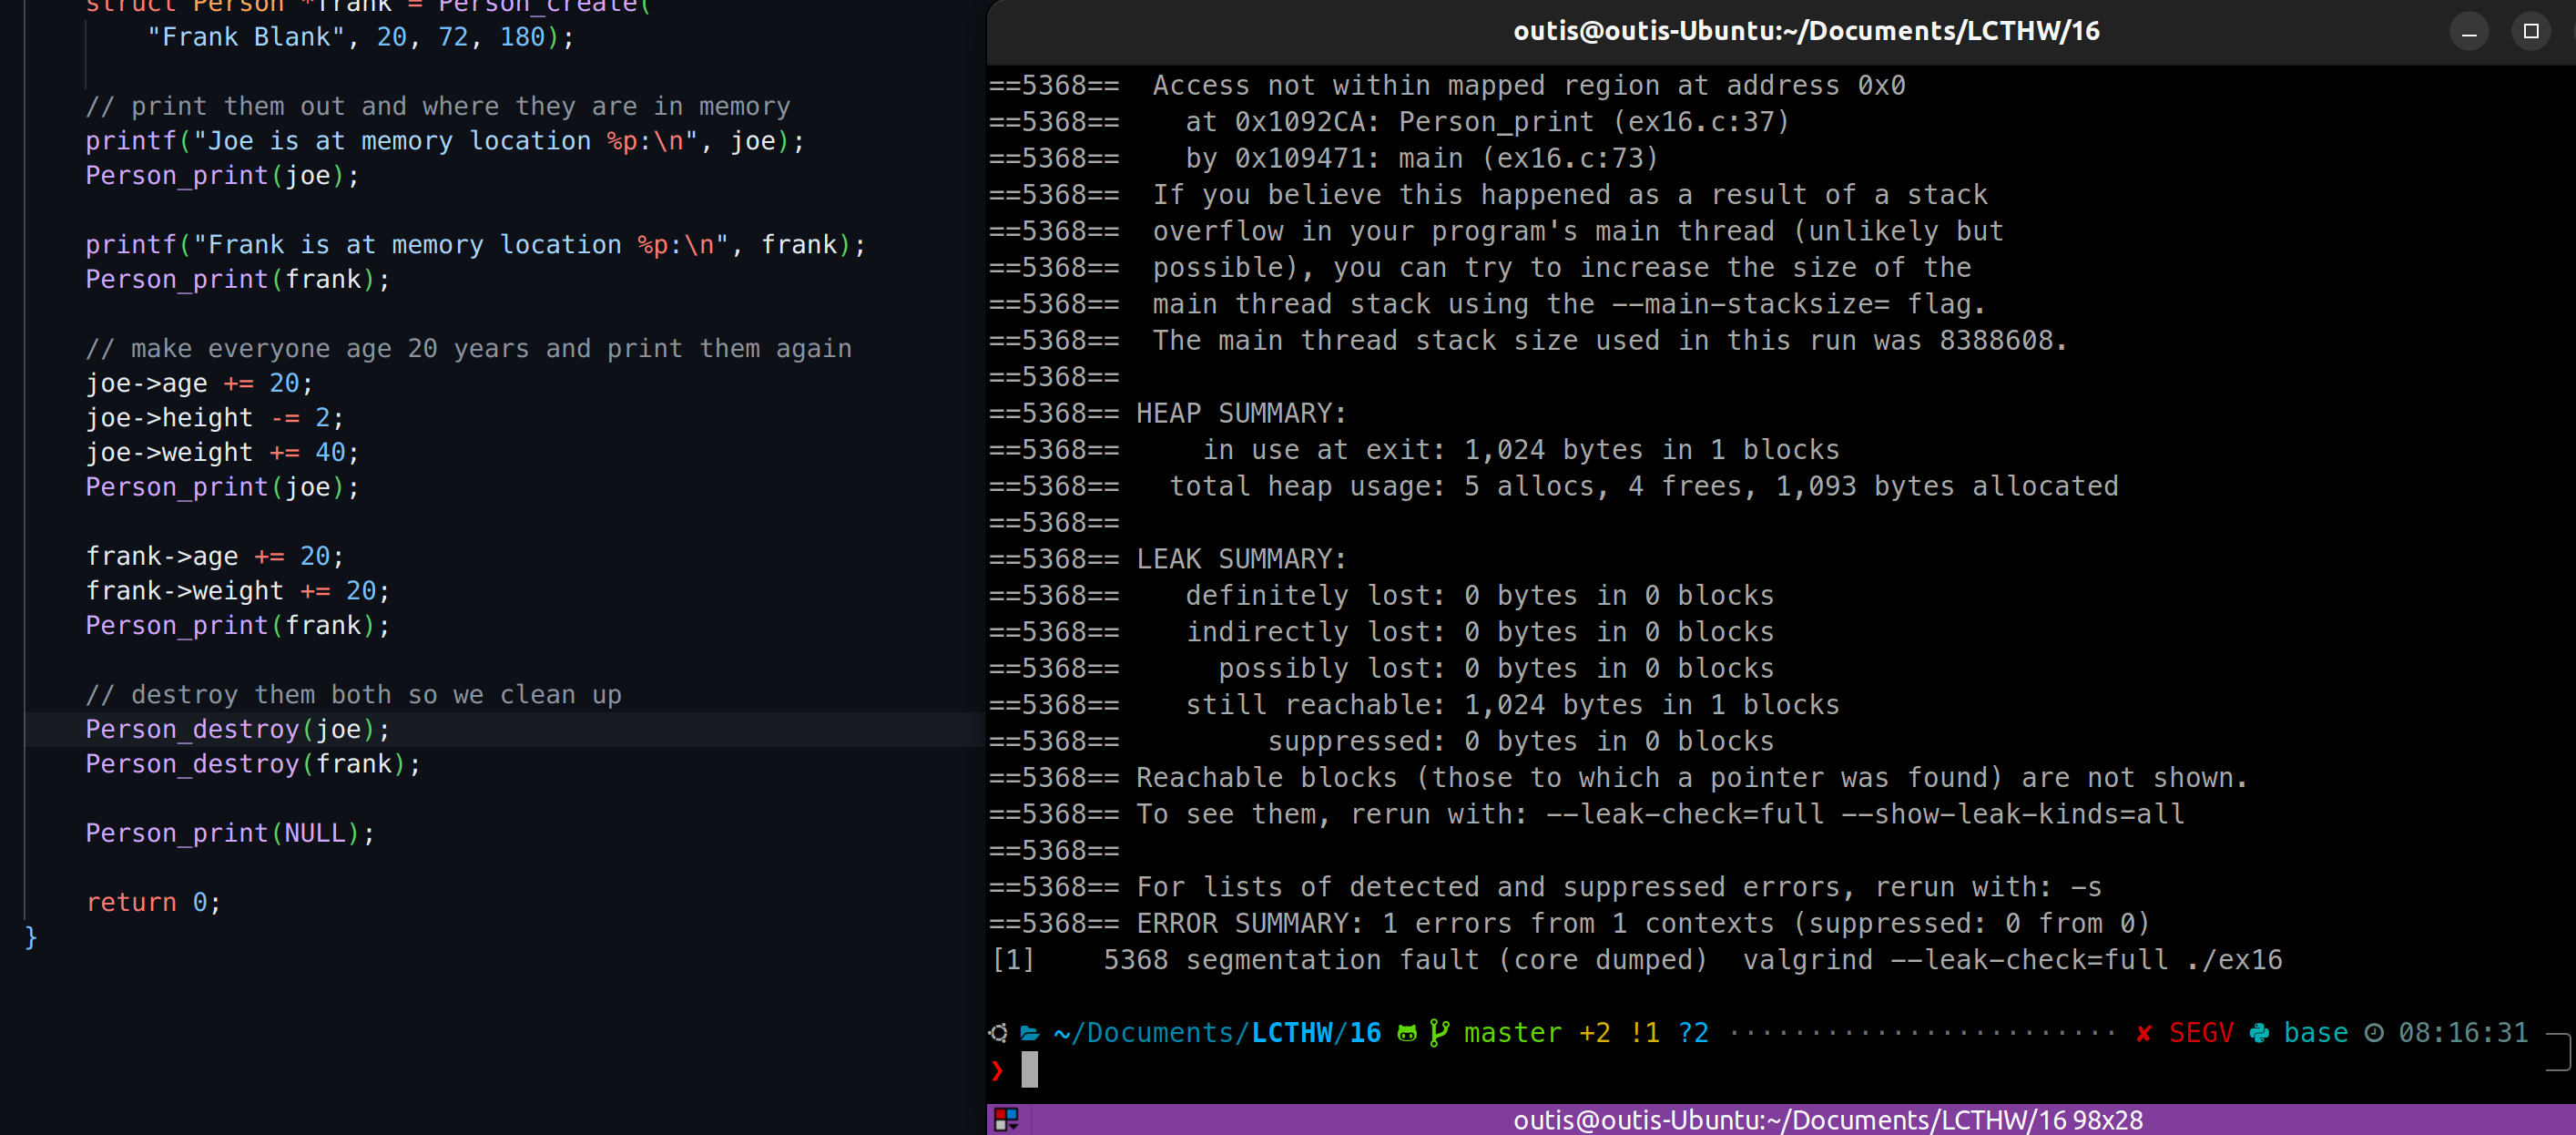 struct Person *frank = Person_create(
"Frank Blank", 20, 72, 180);
// print them out and where they are in memory
printf("Joe is at memory location %p:\n", joe);
Person_print(joe);
printf("Frank is at memory location %p:\n", frank);
Person_print(frank);
// make everyone age 20 years and print them again
joe->age += 20;
joe->height -= 2;
joe->weight += 40;
Person_print(joe);
frank->age += 20;
frank->weight += 20;
Person_print(frank);
// destroy them both so we clean up
Person_destroy(joe);
Person_destroy(frank);
Person_print(NULL);
return 0;
}
outis@outis-Ubuntu:~/Documents/LCTHW/16
==5368==  Access not within mapped region at address 0x0
==5368==    at 0x1092CA: Person_print (ex16.c:37)
==5368==    by 0x109471: main (ex16.c:73)
==5368==  If you believe this happened as a result of a stack
==5368==  overflow in your program's main thread (unlikely but
==5368==  possible), you can try to increase the size of the
==5368==  main thread stack using the --main-stacksize= flag.
==5368==  The main thread stack size used in this run was 8388608.
==5368==
==5368== HEAP SUMMARY:
==5368==     in use at exit: 1,024 bytes in 1 blocks
==5368==   total heap usage: 5 allocs, 4 frees, 1,093 bytes allocated
==5368==
==5368== LEAK SUMMARY:
==5368==    definitely lost: 0 bytes in 0 blocks
==5368==    indirectly lost: 0 bytes in 0 blocks
==5368==      possibly lost: 0 bytes in 0 blocks
==5368==    still reachable: 1,024 bytes in 1 blocks
==5368==         suppressed: 0 bytes in 0 blocks
==5368== Reachable blocks (those to which a pointer was found) are not shown.
==5368== To see them, rerun with: --leak-check=full --show-leak-kinds=all
==5368==
==5368== For lists of detected and suppressed errors, rerun with: -s
==5368== ERROR SUMMARY: 1 errors from 1 contexts (suppressed: 0 from 0)
[1]    5368 segmentation fault (core dumped)  valgrind --leak-check=full ./ex16
~/Documents/LCTHW/16 master +2 !1 ?2 ························ ✘ SEGV base 08:16:31
❯
outis@outis-Ubuntu:~/Documents/LCTHW/16 98x28